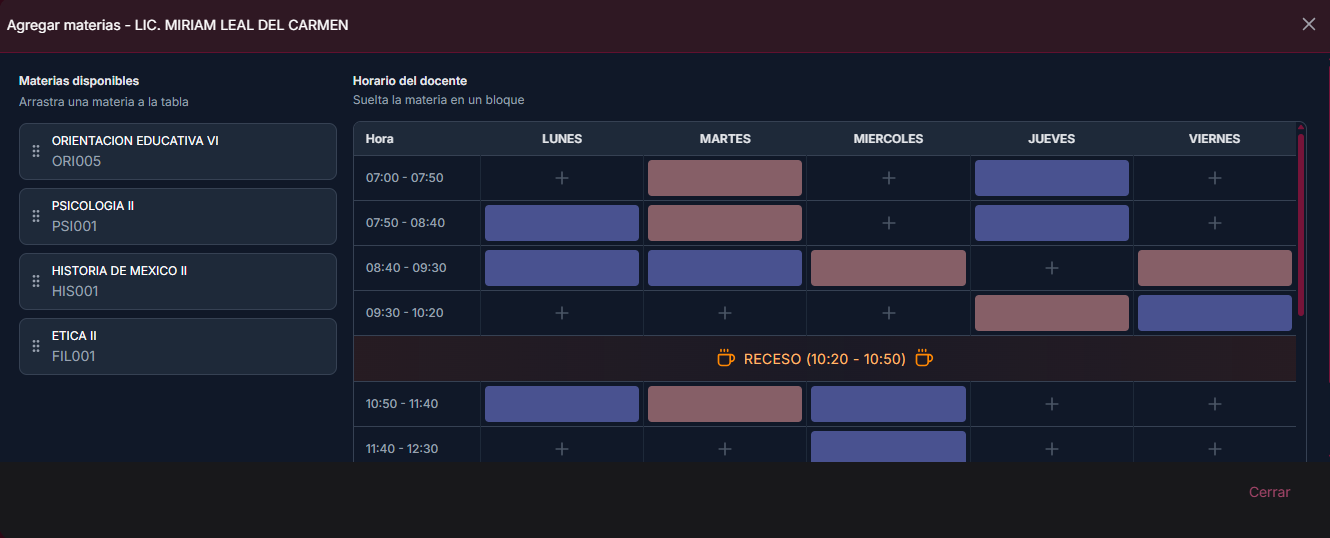 Agregar materias - LIC. MIRIAM LEAL DEL CARMEN
Materias disponibles
Arrastra una materia a la tabla
ORIENTACION EDUCATIVA VI
ORI005
PSICOLOGIA II
PSI001
HISTORIA DE MEXICO II
HIS001
ETICA II
FIL001
Horario del docente
Suelta la materia en un bloque
Hora LUNES MARTES MIERCOLES JUEVES VIERNES
07:00 - 07:50 + + +
07:50 - 08:40 + +
08:40 - 09:30 +
09:30 - 10:20 + + +
RECESO (10:20 - 10:50)
10:50 - 11:40 + +
11:40 - 12:30 + + + +
Cerrar